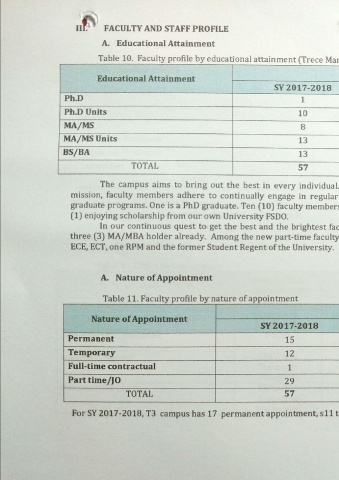 III. FACULTY AND STAFF PROFILE
A. Educational Attainment
Table 10. Faculty profile by educational attainment (Trece Mar
Educational Attainment
SY 2017-2018
Ph.D 1
Ph.D Units 10
MA/MS 8
MA/MS Units 13
BS/BA 13
TOTAL 57
The campus aims to bring out the best in every individual.
mission, faculty members adhere to continually engage in regular
graduate programs. One is a PhD graduate. Ten (10) faculty members
(1) enjoying scholarship from our own University FSDO.
In our continuous quest to get the best and the brightest fac
three (3) MA/MBA holder already. Among the new part-time faculty
ECE, ECT, one RPM and the former Student Regent of the University.
A. Nature of Appointment
Table 11. Faculty profile by nature of appointment
Nature of Appointment
SY 2017-2018
Permanent 15
Temporary 12
Full-time contractual 1
Part time/JO 29
TOTAL 57
For SY 2017-2018, T3 campus has 17 permanent appointment, s11 t